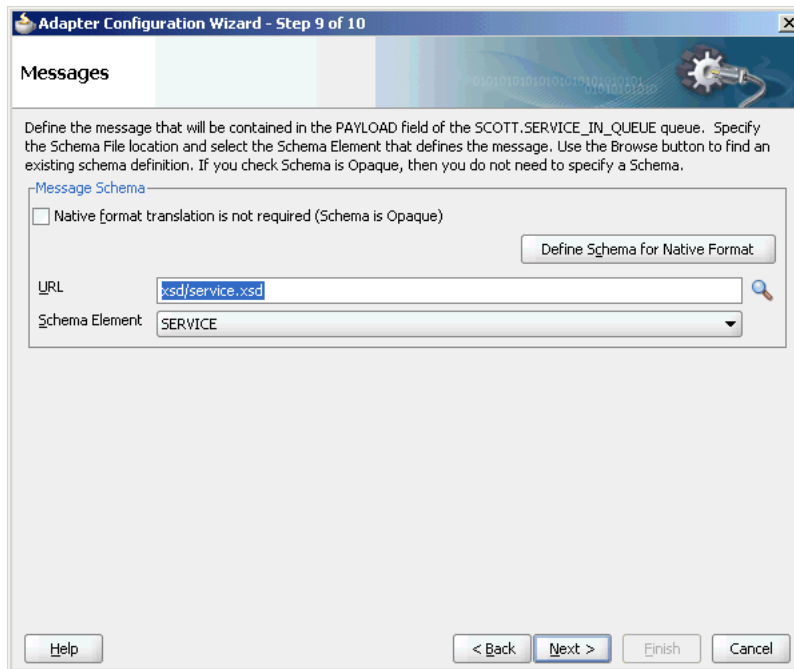 Adapter Configuration Wizard - Step 9 of 10
Messages
Define the message that will be contained in the PAYLOAD field of the SCOTT.SERVICE_IN_QUEUE queue. Specify
the Schema File location and select the Schema Element that defines the message. Use the Browse button to find an
existing schema definition. If you check Schema is Opaque, then you do not need to specify a Schema.
Message Schema
Native format translation is not required (Schema is Opaque)
Define Schema for Native Format
URL
xsd/service.xsd
Schema Element
SERVICE
Help
< Back
Next >
Finish
Cancel